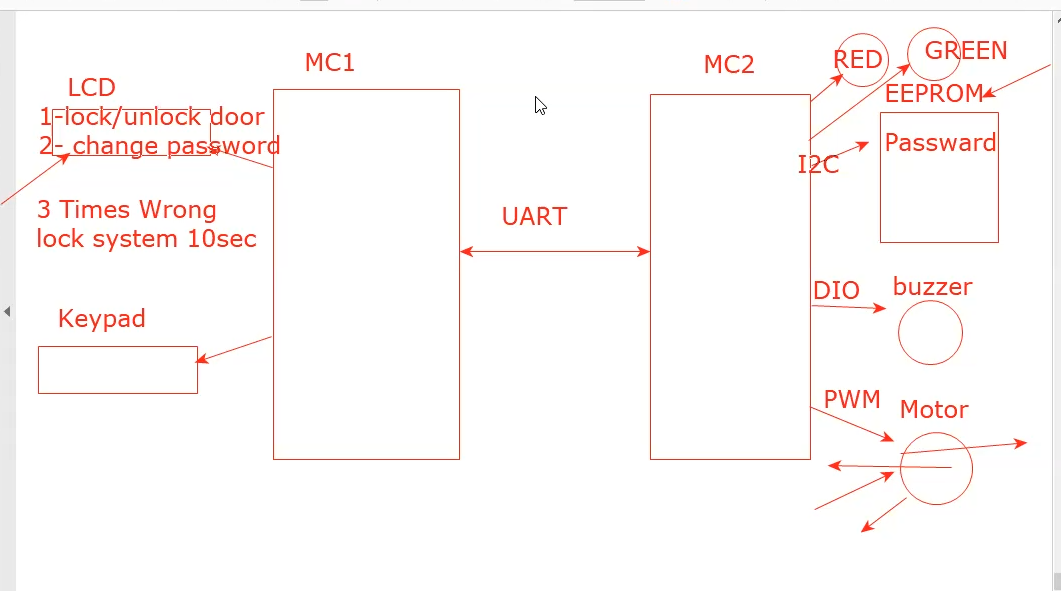 MC1
MC2
RED
GREEN
LCD
1-lock/unlock door
2- change password
EEPROM
Passward
I2C
3 Times Wrong
lock system 10sec
UART
DIO
buzzer
Keypad
PWM
Motor